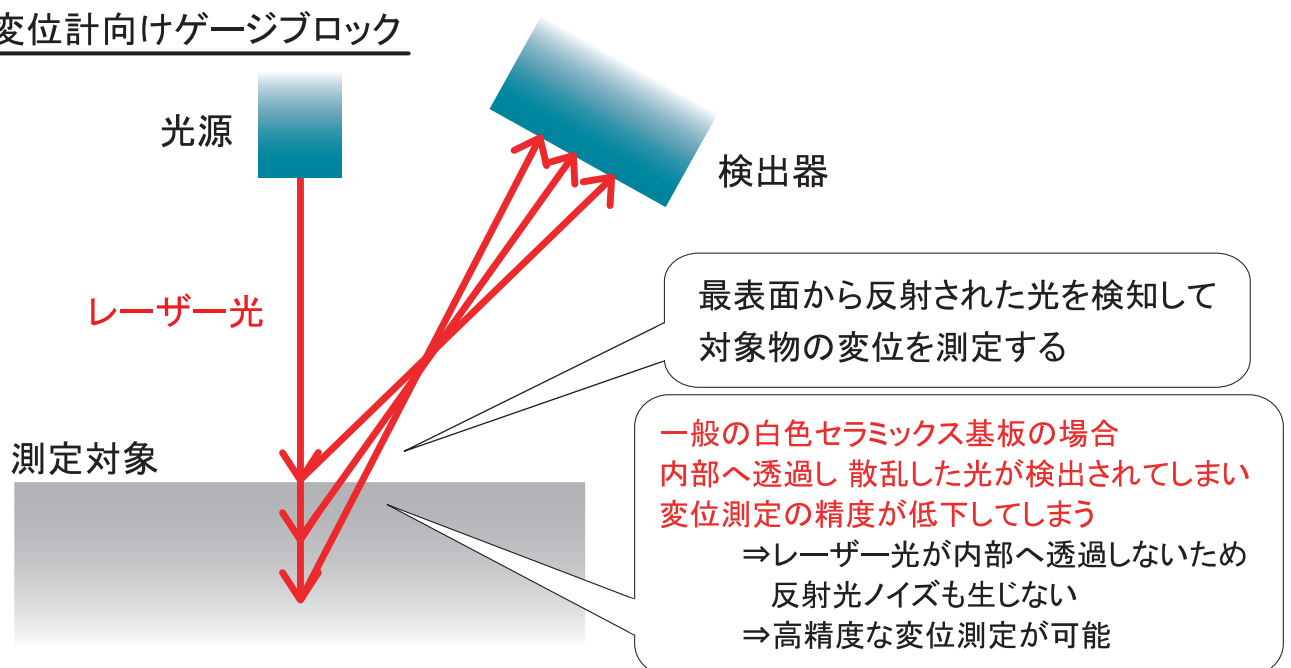 変位計向けゲージブロック
光源
検出器
レーザー光
最表面から反射された光を検知して
対象物の変位を測定する
測定対象
一般の白色セラミックス基板の場合
内部へ透過し 散乱した光が検出されてしまい
変位測定の精度が低下してしまう
⇒レーザー光が内部へ透過しないため
反射光ノイズも生じない
⇒高精度な変位測定が可能